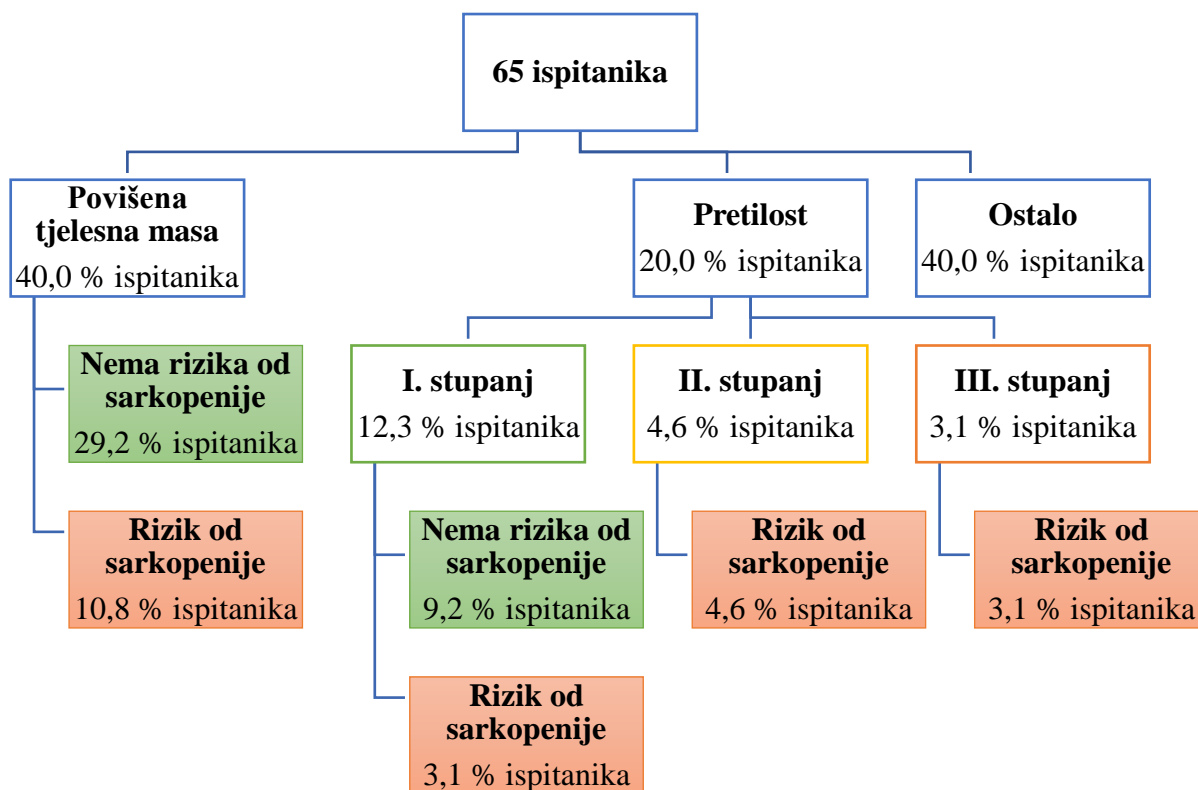 65 ispitanika
Povišena
tjelesna masa
40,0 % ispitanika
Pretilost
20,0 % ispitanika
Ostalo
40,0 % ispitanika
Nema rizika od
sarkopenije
29,2 % ispitanika
Rizik od
sarkopenije
10,8 % ispitanika
I. stupanj
12,3 % ispitanika
II. stupanj
4,6 % ispitanika
III. stupanj
3,1 % ispitanika
Nema rizika od
sarkopenije
9,2 % ispitanika
Rizik od
sarkopenije
3,1 % ispitanika
Rizik od
sarkopenije
4,6 % ispitanika
Rizik od
sarkopenije
3,1 % ispitanika